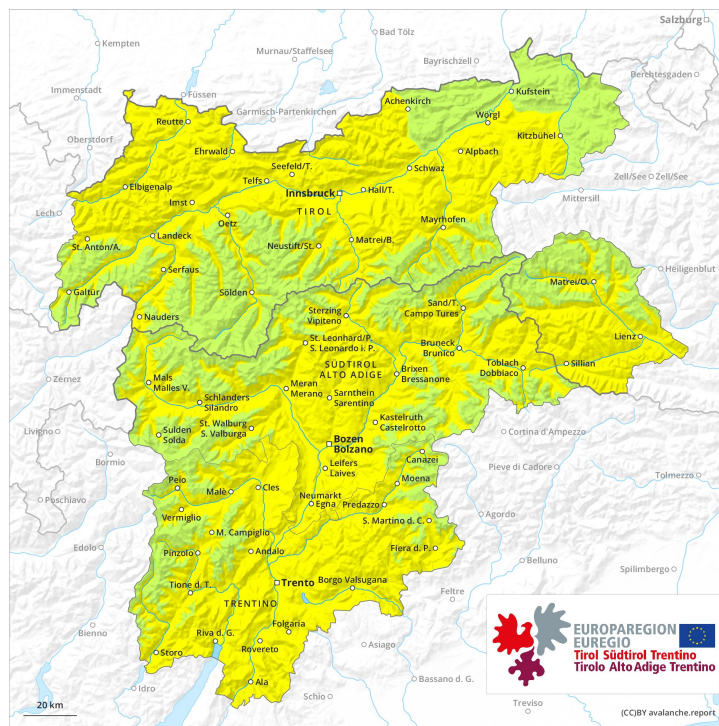 Salzburg
Bad Tölz
Kempten
Murnau/Staffelsee
Bayrischzell
Berchtesgaden
Immenstadt
Füssen
Kufstein
Garmisch-Partenkirchen
Achenkirch
Reutte
Wörgl
Oberstdorf
Kitzbühel
Ehrwald
Alpbach
Seefeld/T.
Schwaz
Telfs
Zell/See
Zell/See
Elbigenalp
Innsbruck
Hall/T.
Mittersill
Imst
TIROL
Lech
Oetz
Mayrhofen
Landeck
St. Anton/A.
Neustift/St.
Matrei/B.
Serfaus
Heiligenblut
Matrei/O.
Galtür
Sölden
Sand/T.
Campo Tures
Nauders
Sterzing
Vipiteno
Lienz
St. Leonhard/P.
S. Leonardo i. P.
Bruneck
Brunico
Sillian
Toblach
Dobbiaco
SÜDTIROL
ALTO ADIGE
Brixen
Bressanone
Zernez
Mals
Malles V.
Meran
Merano
Schlanders
Silandro
Sarnthein
Sarentino
Kastelruth
Castelrotto
St. Walburg
S. Valburga
Sulden
Solda
Livigno
Cortina d'Ampezzo
Bozen
Bolzano
Bormio
Canazei
Leifers
Laives
Pieve di Cadore
Tolmezzo
Peio
Moena
Malè
Cles
Neumarkt
Egna
Poschiavo
Predazzo
Vermiglio
Agordo
S. Martino d. C.
M. Campiglio
Edolo
Pinzolo
Andalo
Fiera d. P.
Belluno
Spilimbergo
Tione d. T.
Trento
Borgo Valsugana
Feltre
TRENTINO
Folgaria
Bienno
Riva d. G.
Rovereto
Asiago
Storo
Ala
Bassano d. G.
Idro
Schio
Treviso
EUROPAREGION
EUREGIO
Tirol Südtirol Trentino
Tirolo Alto Adige Trentino
20 km
(CC)BY avalanche.report